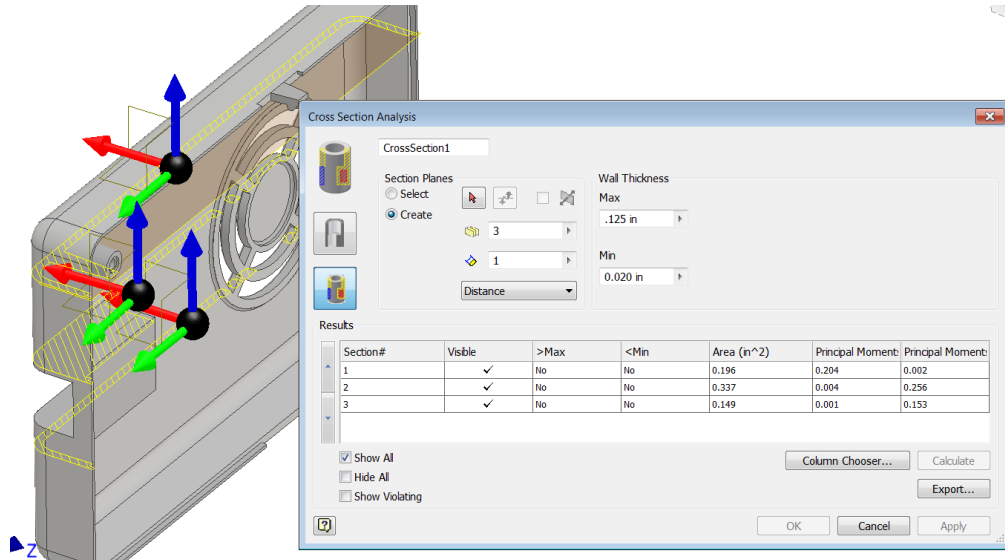 Cross Section Analysis
CrossSection1
Section Planes
Select
Create
3
1
Distance
Wall Thickness
Max
.125 in
Min
0.020 in
Results
Section# Visible >Max <Min Area (in^2) Principal Moment: Principal Moment:
1 No No 0.196 0.204 0.002
2 No No 0.337 0.004 0.256
3 No No 0.149 0.001 0.153
Show All
Hide All
Show Violating
Column Chooser... Calculate
Export...
OK Cancel Apply
Z